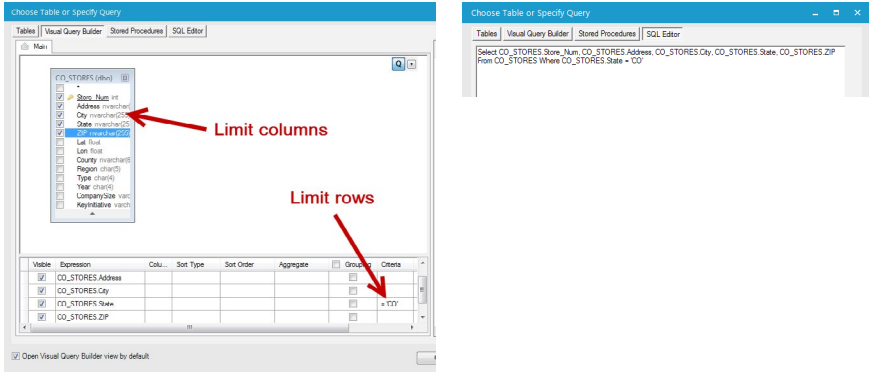 Choose Table or Specify Query
Tables Visual Query Builder Stored Procedures SQL Editor
Main
Q
CO_STORES (dbo)
*
Store_Num int
Address nvarchar(
City nvarchar(255
State nvarchar(255
ZIP nvarchar(255)
Lat float
Lon float
County nvarchar(6
Region char(5)
Type char(4)
Year char(4)
CompanySize varc
KeyInitiative varch
Limit columns
Limit rows
Visible Expression Colu... Sort Type Sort Order Aggregate Grouping Criteria
CO_STORES.Address
CO_STORES.City
CO_STORES.State = 'CO'
CO_STORES.ZIP
Open Visual Query Builder view by default
Choose Table or Specify Query
Tables Visual Query Builder Stored Procedures SQL Editor
Select CO_STORES.Store_Num, CO_STORES.Address, CO_STORES.City, CO_STORES.State, CO_STORES.ZIP
From CO_STORES Where CO_STORES.State = 'CO'